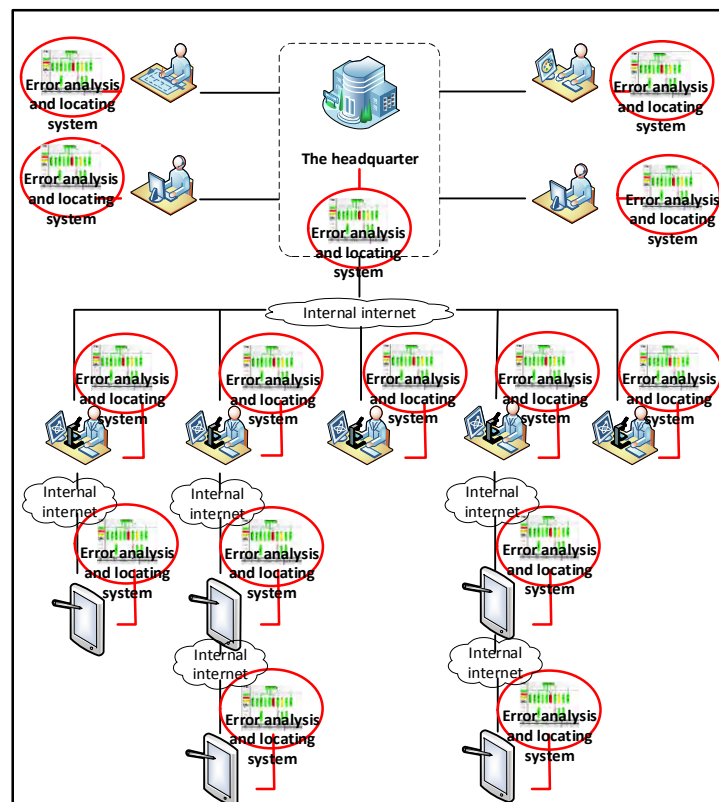 Error analysis
and locating
system
Error analysis
and locating
system
Error analysis
and locating
system
Error analysis
and locating
system
The headquarter
Error analysis
and locating
system
Internal internet
Error analysis
and locating
system
Error analysis
and locating
system
Error analysis
and locating
system
Error analysis
and locating
system
Error analysis
and locating
system
Internal
internet
Internal
internet
Internal
internet
Error analysis
and locating
system
Error analysis
and locating
system
Error analysis
and locating
system
Internal
internet
Internal
internet
Error analysis
and locating
system
Error analysis
and locating
system